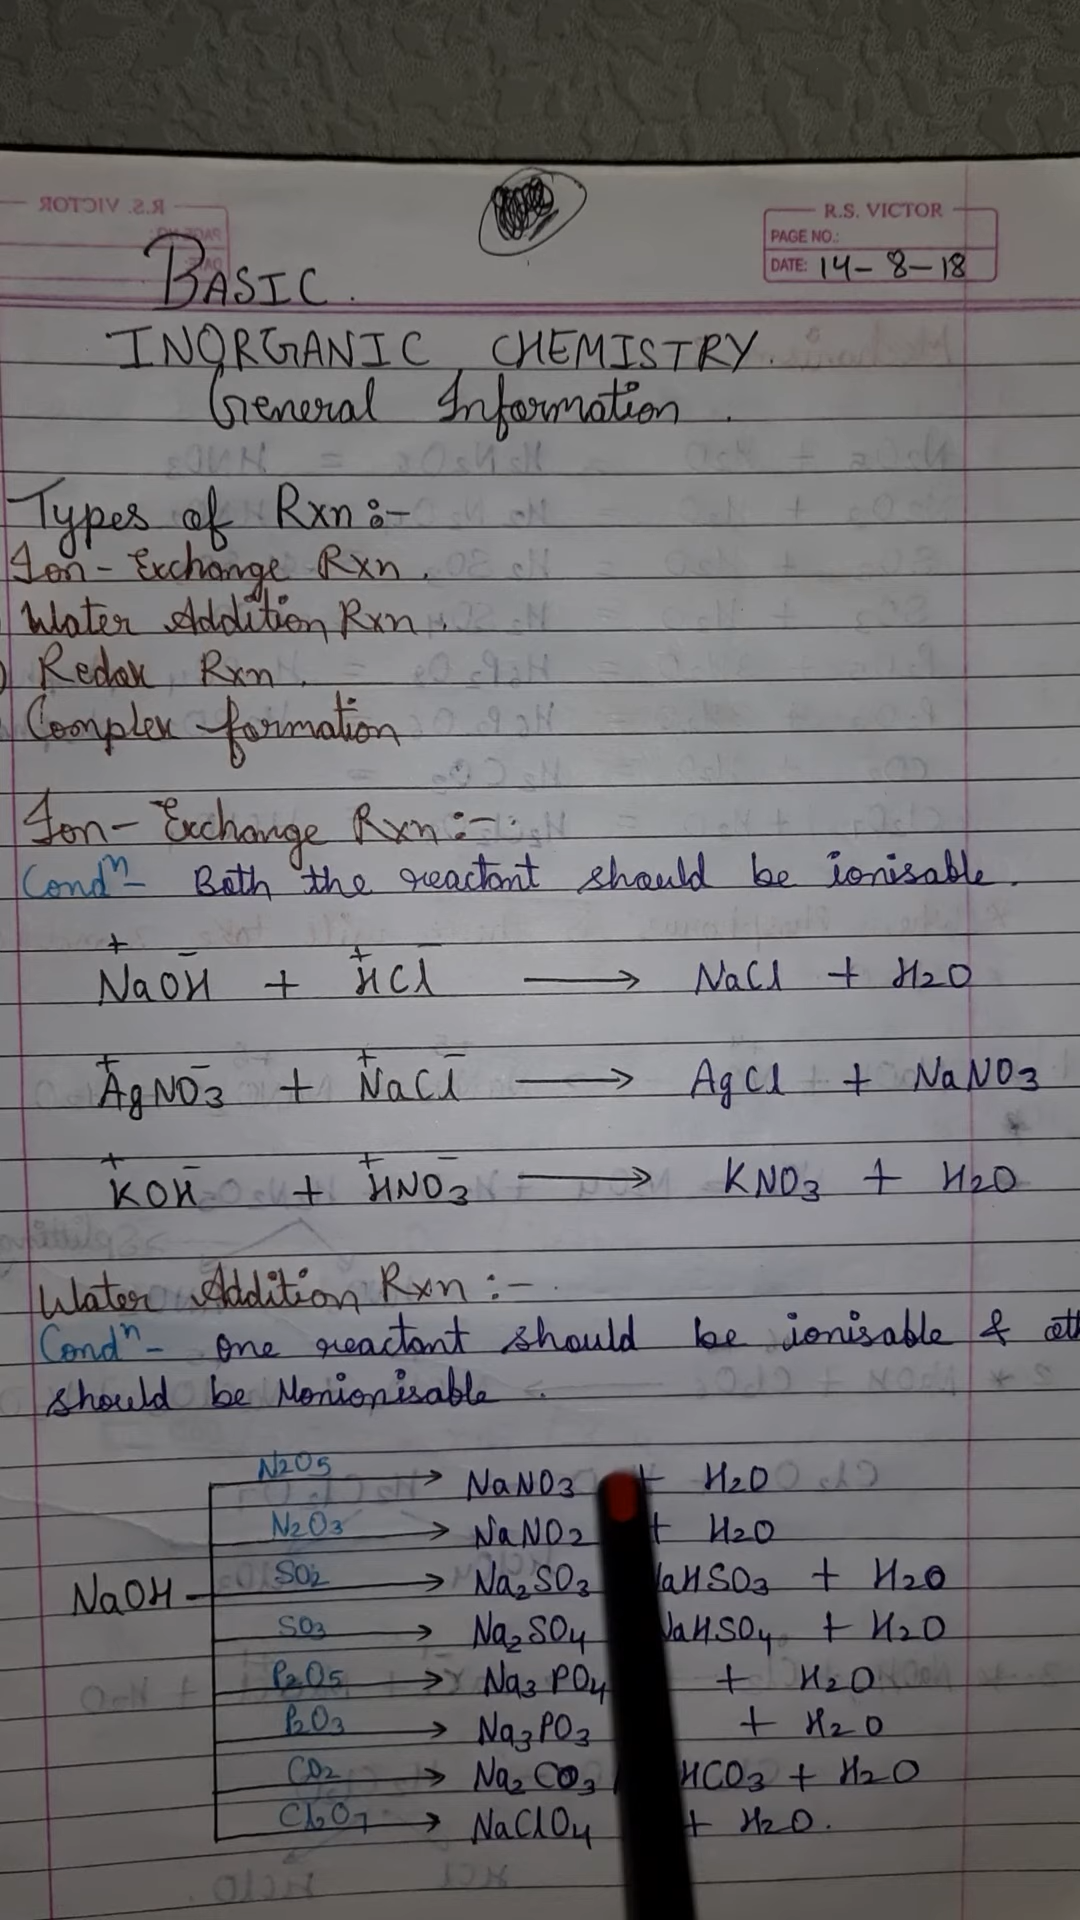 R.S. VICTOR
PAGE NO.:
DATE: 14-8-18
BASIC.
INORGANIC CHEMISTRY.
General Information.
Types of Rxn:-
Ion-Exchange Rxn.
Water Addition Rxn.
Redox Rxn.
Complex formation
Ion-Exchange Rxn:-
Condⁿ- Both the reactant should be ionisable.
+ - + -
NaOH + HCl ⟶ NaCl + H2O
+ - + -
AgNO3 + NaCl ⟶ AgCl + NaNO3
+ - + -
KOH + HNO3 ⟶ KNO3 + H2O
Water Addition Rxn:-
Condⁿ- One reactant should be ionisable &
should be Nonionisable.
N2O5 ⟶ NaNO3 + H2O
N2O3 ⟶ NaNO2 + H2O
SO2 ⟶ Na2SO3 HSO3 + H2O
NaOH
SO3 ⟶ Na2SO4 HSO4 + H2O
P2O5 ⟶ Na3PO4 + H2O
P2O3 ⟶ Na3PO3 + H2O
CO2 ⟶ Na2CO3 HCO3 + H2O
Cl2O7 ⟶ NaClO4 + H2O.